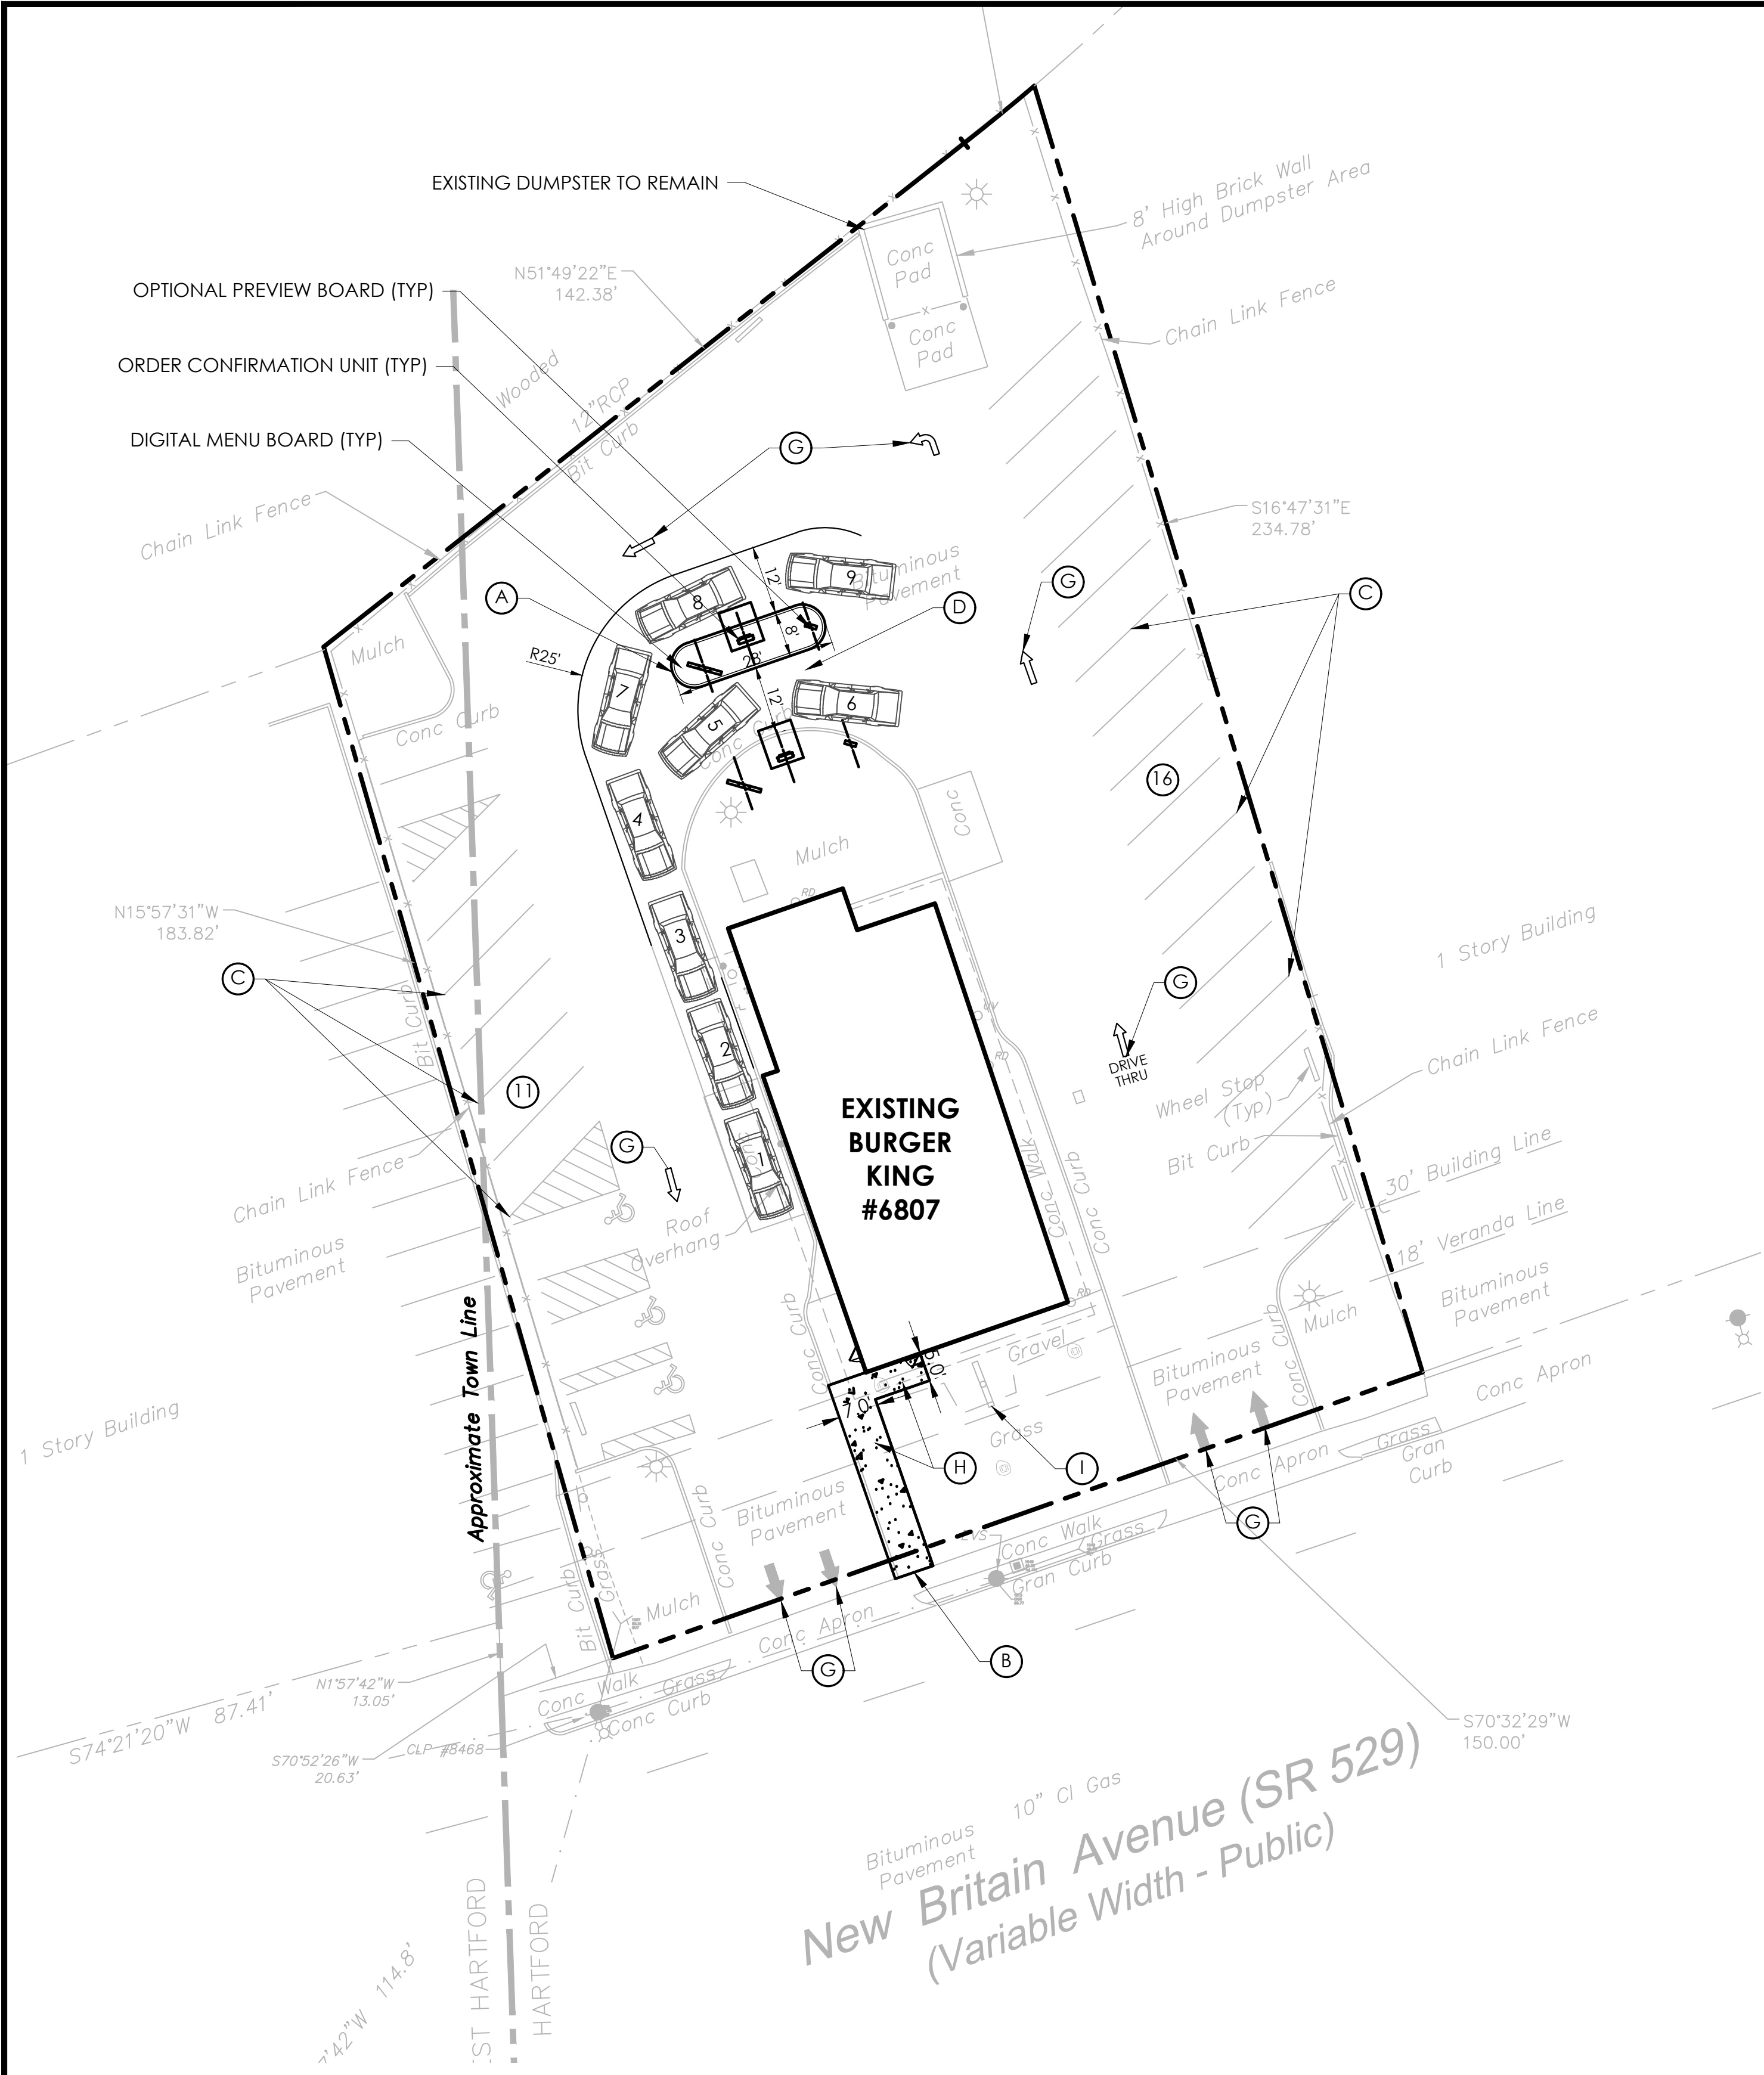 EXISTING DUMPSTER TO REMAIN
8' High Brick Wall
Around Dumpster Area
Conc
Pad
Conc
Pad
N51°49'22"E
142.38'
OPTIONAL PREVIEW BOARD (TYP)
Chain Link Fence
ORDER CONFIRMATION UNIT (TYP)
Wooded
12"RCP
Bit Curb
DIGITAL MENU BOARD (TYP)
G
Chain Link Fence
S16°47'31"E
234.78'
Bituminous
Pavement
12'
9
8
A
D
G
C
8'
28'
R25'
Mulch
7
12'
6
5
Conc Curb
Conc Curb
4
16
Conc
Mulch
RD
N15°57'31"W
183.82'
3
1 Story Building
C
G
Bit Curb
2
RD
DRIVE
THRU
Chain Link Fence
Wheel Stop
(Typ)
11
EXISTING
BURGER
KING
#6807
Bit Curb
G
1
Conc Walk
Conc Curb
30' Building Line
Chain Link Fence
Roof
Overhang
18' Veranda Line
Bituminous
Pavement
Bituminous
Pavement
RD
Approximate Town Line
Conc Curb
Gravel
5.0'
7.0'
Mulch
Conc Curb
Bituminous
Pavement
Conc Apron
1 Story Building
Grass
H
I
Grass
Gran
Curb
Conc Apron
Bituminous
Pavement
Conc Curb
G
Conc Walk
Grass
Gran Curb
Bit Curb
Grass
Mulch
Conc Apron
B
G
N1°57'42"W
13.05'
Conc Walk
Grass
Conc Curb
S74°21'20"W 87.41'
S70°52'26"W
20.63'
CLP #8468
S70°32'29"W
150.00'
10" CI Gas
Bituminous
Pavement
New Britain Avenue (SR 529)
(Variable Width - Public)
ST HARTFORD
HARTFORD
'42"W 114.8'